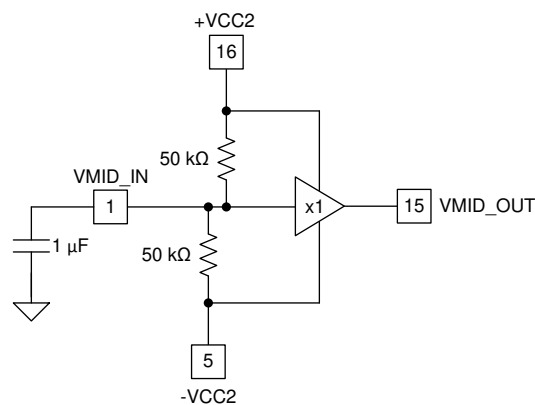 +VCC2
16
50 kΩ
VMID_IN
1
x1
15
VMID_OUT
1 µF
50 kΩ
5
-VCC2